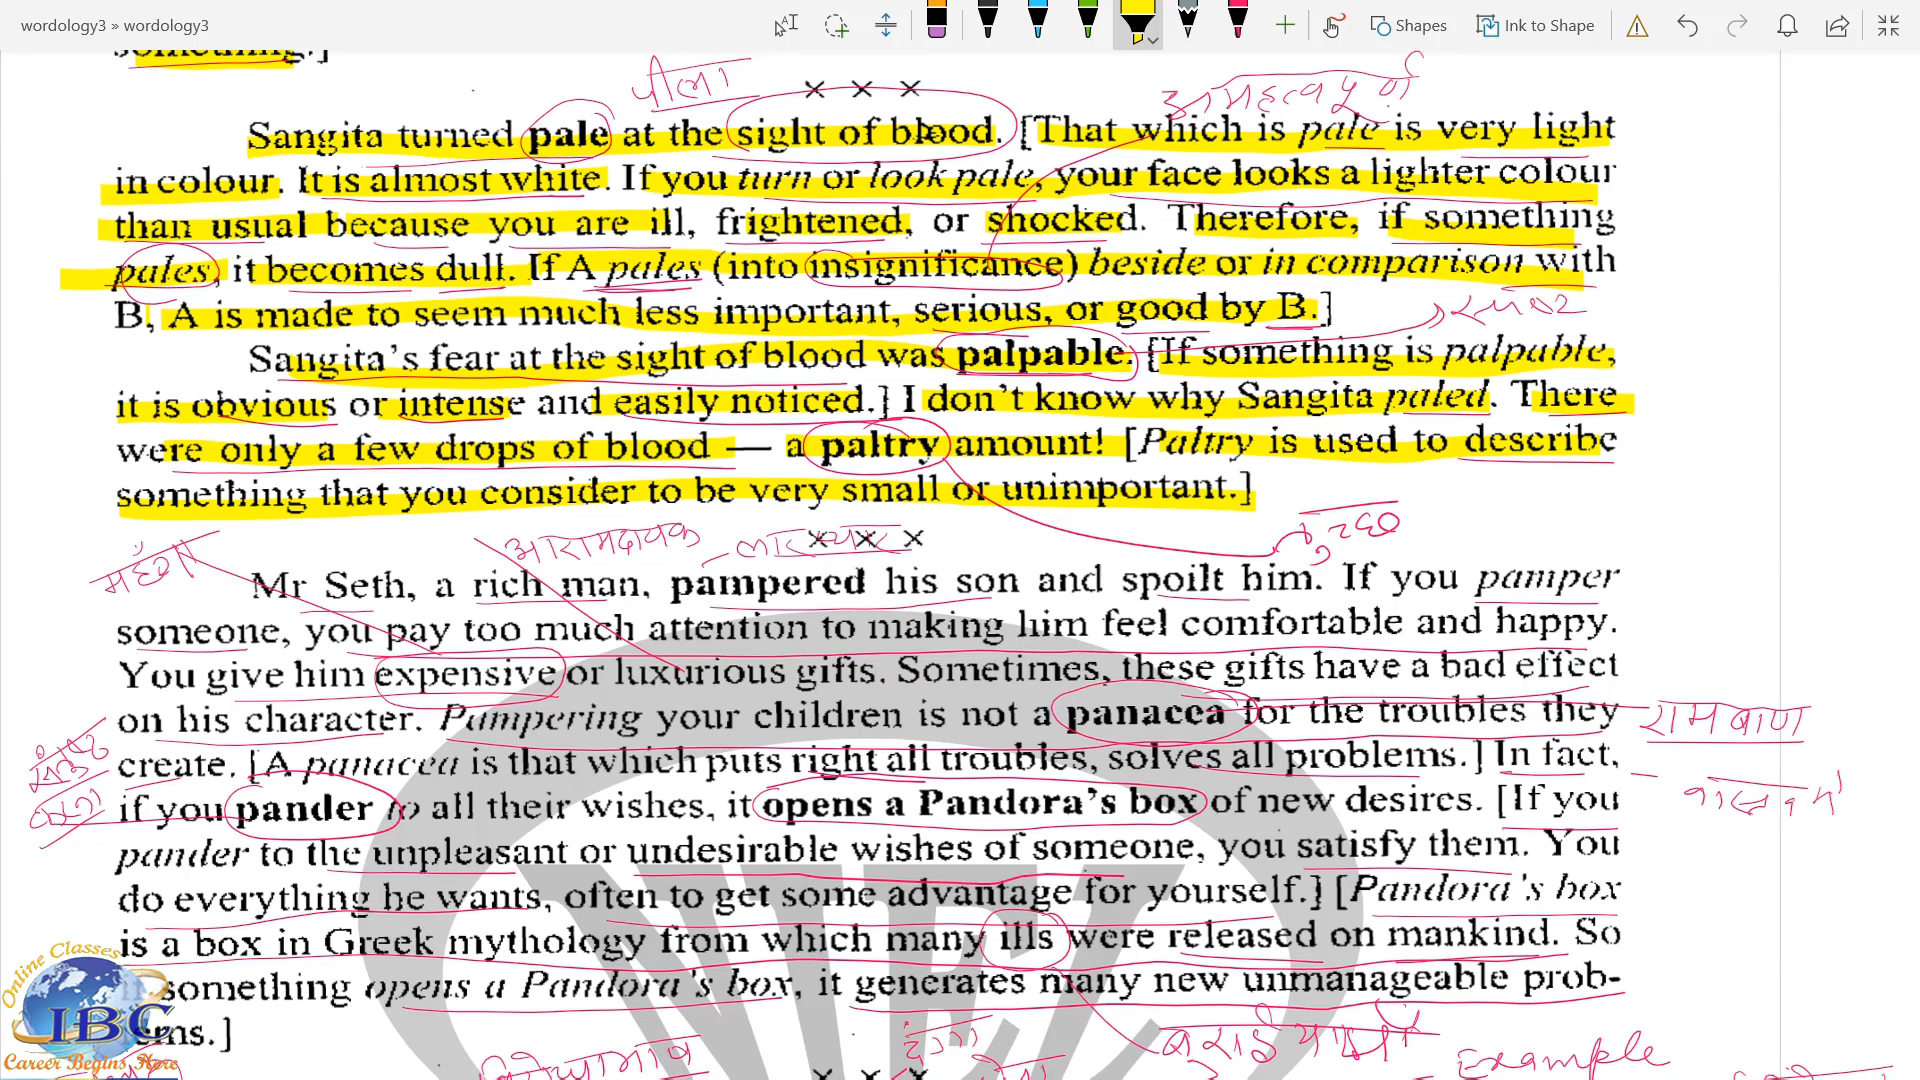 wordology3 » wordology3
Shapes
Ink to Shape
something.]
पीला
× × ×
Sangita turned pale at the sight of blood. [That which is pale is very light
in colour. It is almost white. If you turn or look pale, your face looks a lighter colour
than usual because you are ill, frightened, or shocked. Therefore, if something
pales, it becomes dull. If A pales (into insignificance) beside or in comparison with
B, A is made to seem much less important, serious, or good by B.]
स्पष्ट
Sangita's fear at the sight of blood was palpable. [If something is palpable,
it is obvious or intense and easily noticed.] I don't know why Sangita paled. There
were only a few drops of blood — a paltry amount! [Paltry is used to describe
something that you consider to be very small or unimportant.]
× × ×
महँगा
आरामदायक
तुच्छ
Mr Seth, a rich man, pampered his son and spoilt him. If you pamper
someone, you pay too much attention to making him feel comfortable and happy.
You give him expensive or luxurious gifts. Sometimes, these gifts have a bad effect
on his character. Pampering your children is not a panacea for the troubles they
रामबाण
create. [A panacea is that which puts right all troubles, solves all problems.] In fact,
if you pander to all their wishes, it opens a Pandora's box of new desires. [If you
pander to the unpleasant or undesirable wishes of someone, you satisfy them. You
do everything he wants, often to get some advantage for yourself.] [Pandora's box
is a box in Greek mythology from which many ills were released on mankind. So
something opens a Pandora's box, it generates many new unmanageable prob-
ems.]
Online Classes
IBC
Career Begins Here
Example